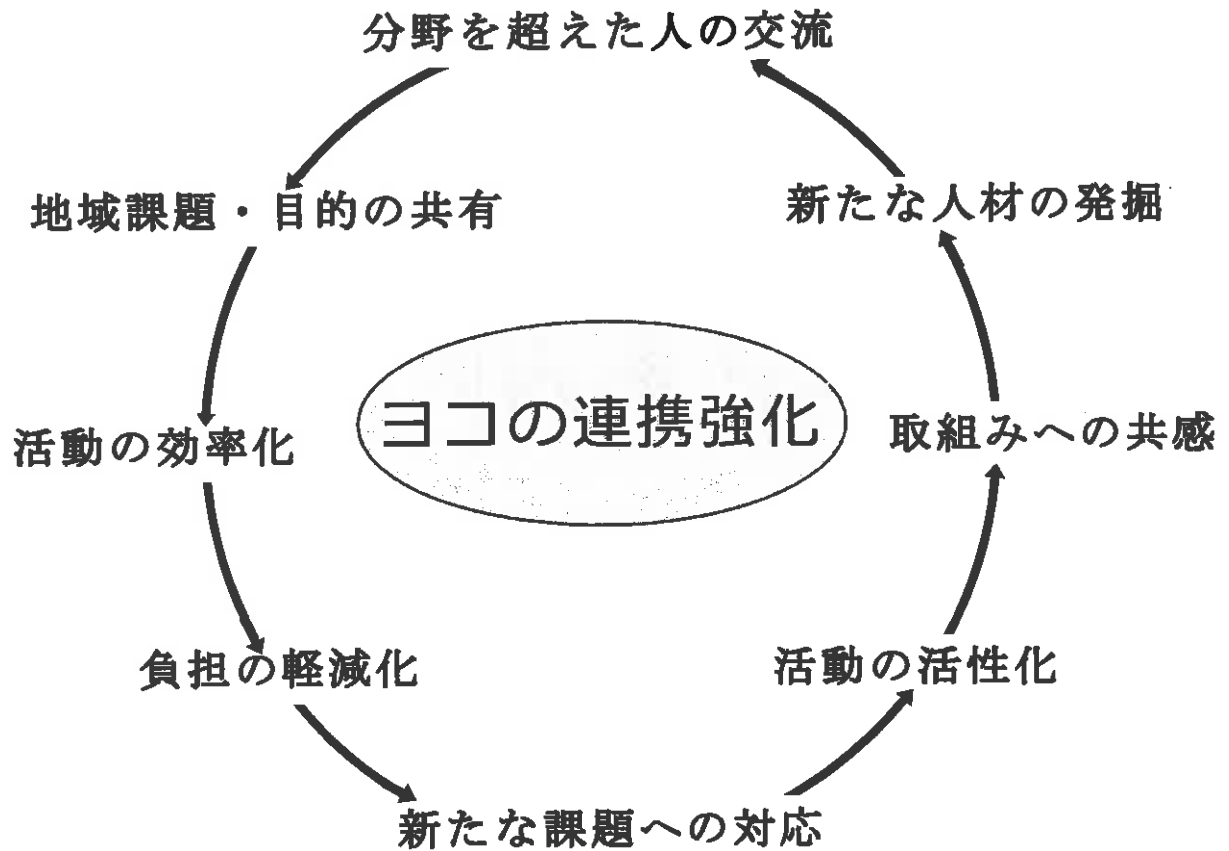 分野を超えた人の交流
地域課題・目的の共有
新たな人材の発掘
ヨコの連携強化
活動の効率化
取組みへの共感
負担の軽減化
活動の活性化
新たな課題への対応